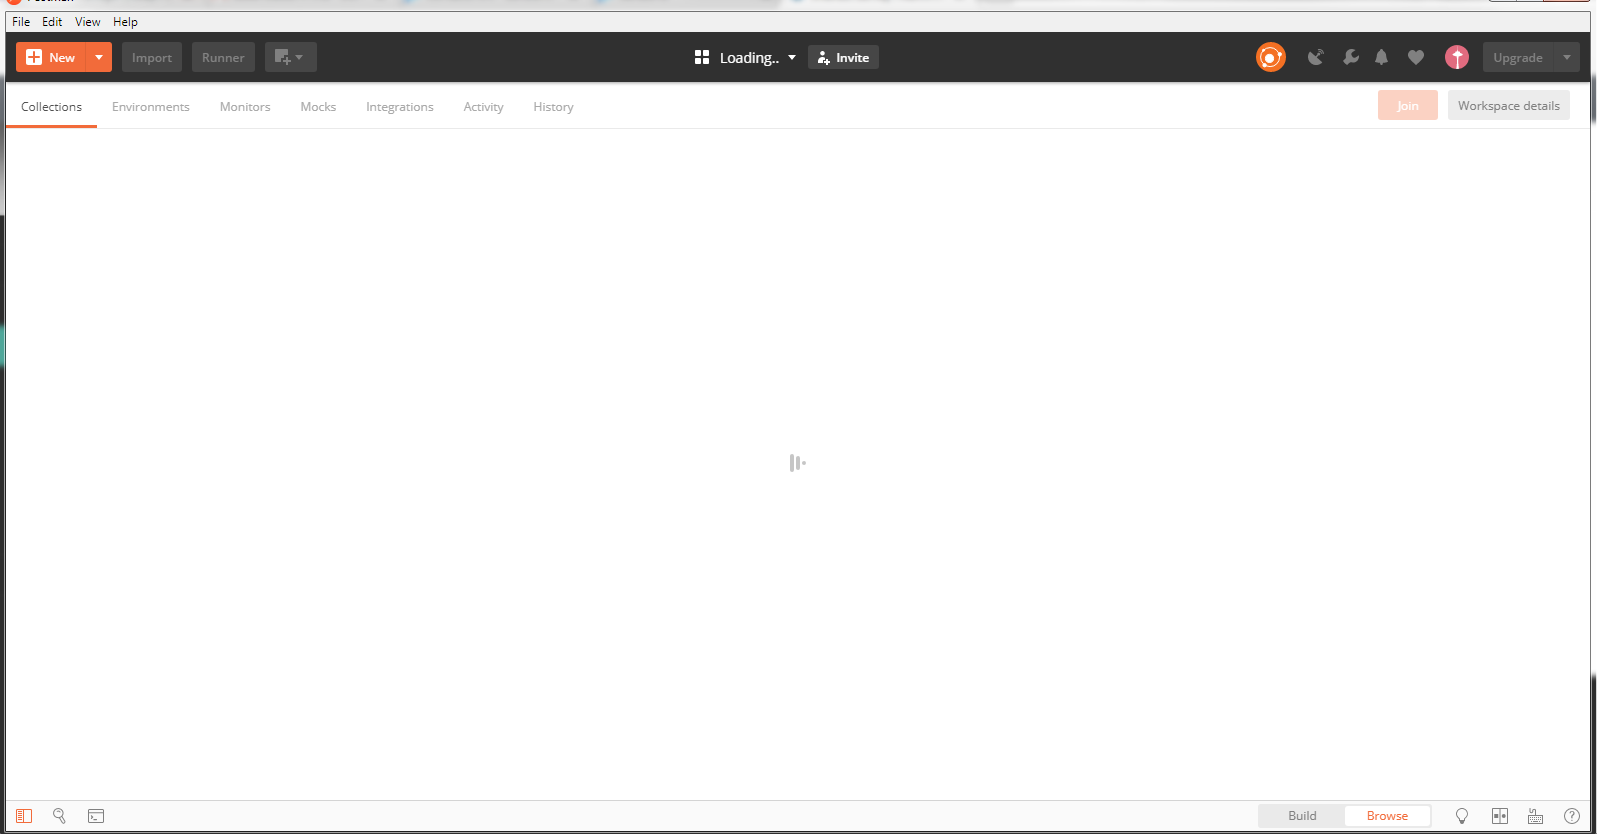 File Edit View Help
New Import Runner Loading.. Invite Upgrade
Collections Environments Monitors Mocks Integrations Activity History Join Workspace details
Build Browse